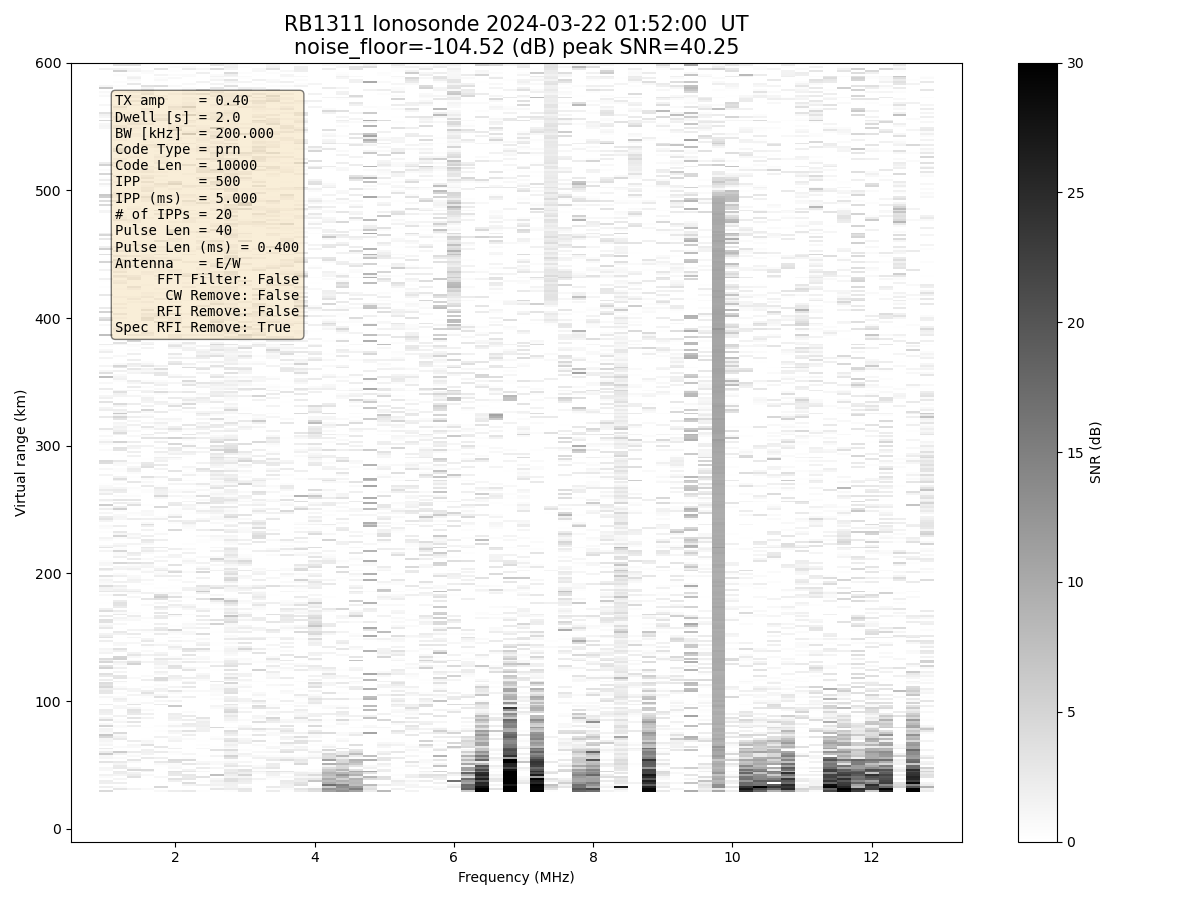 RB1311 Ionosonde 2024-03-22 01:52:00  UT
noise_floor=-104.52 (dB) peak SNR=40.25
TX amp    = 0.40
Dwell [s] = 2.0
BW [kHz]  = 200.000
Code Type = prn
Code Len  = 10000
IPP       = 500
IPP (ms)  = 5.000
# of IPPs = 20
Pulse Len = 40
Pulse Len (ms) = 0.400
Antenna   = E/W
FFT Filter: False
CW Remove: False
RFI Remove: False
Spec RFI Remove: True
600
500
400
300
200
100
0
Virtual range (km)
2 4 6 8 10 12
Frequency (MHz)
30
25
20
15
10
5
0
SNR (dB)